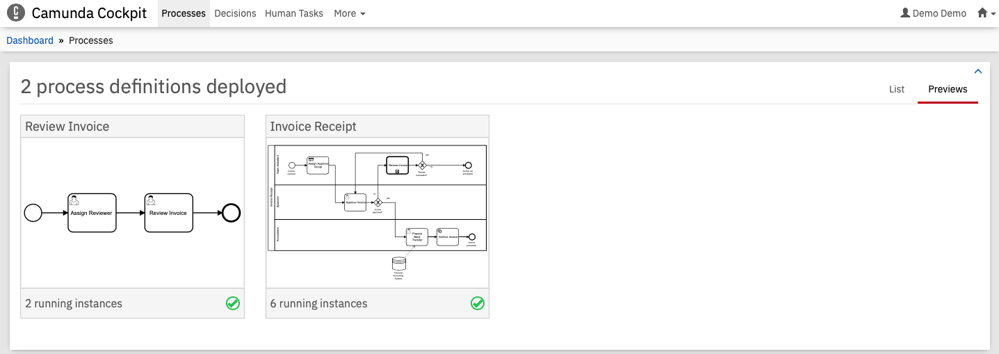 Camunda Cockpit Processes Decisions Human Tasks More Demo Demo
Dashboard » Processes
2 process definitions deployed
List Previews
Review Invoice
Assign Reviewer
Review Invoice
2 running instances
Invoice Receipt
Invoice Receipt
Team Assistant
Assign Approval
Group
Review Invoice
yes
no
Review
successful?
Invoice not
processed
Invoice
received
Approver
Approve Invoice
no
yes
Invoice
approved?
Accountant
Prepare
Bank
Transfer
Archive Invoice
Invoice
processed
Financial
Accounting
System
6 running instances